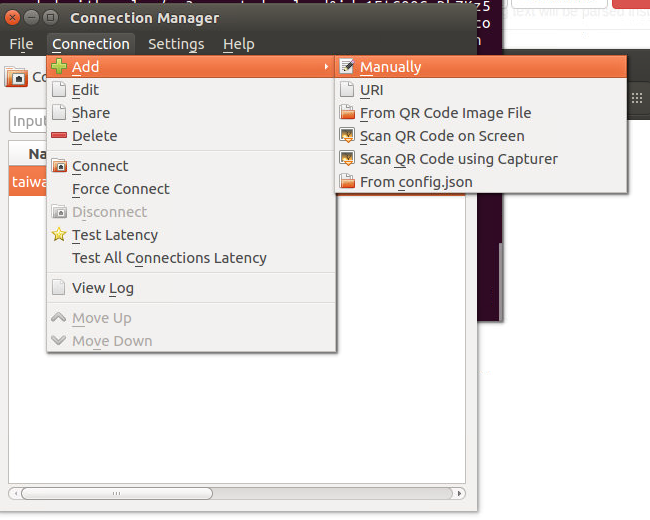 Connection Manager
File Connection Settings Help
Add
Edit
Share
Delete
Connect
Force Connect
Disconnect
Test Latency
Test All Connections Latency
View Log
Move Up
Move Down
Manually
URI
From QR Code Image File
Scan QR Code on Screen
Scan QR Code using Capturer
From config.json
Co
Input
Na
taiwa
text will be parsed